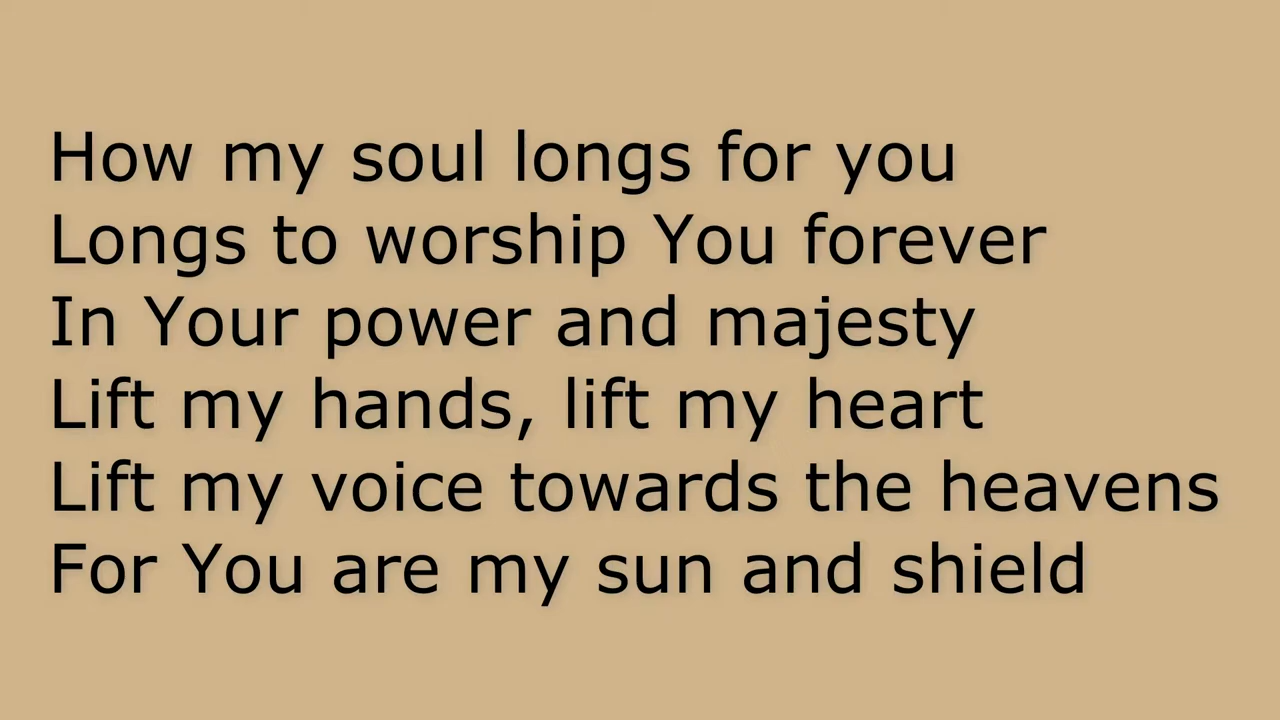 How my soul longs for you
Longs to worship You forever
In Your power and majesty
Lift my hands, lift my heart
Lift my voice towards the heavens
For You are my sun and shield